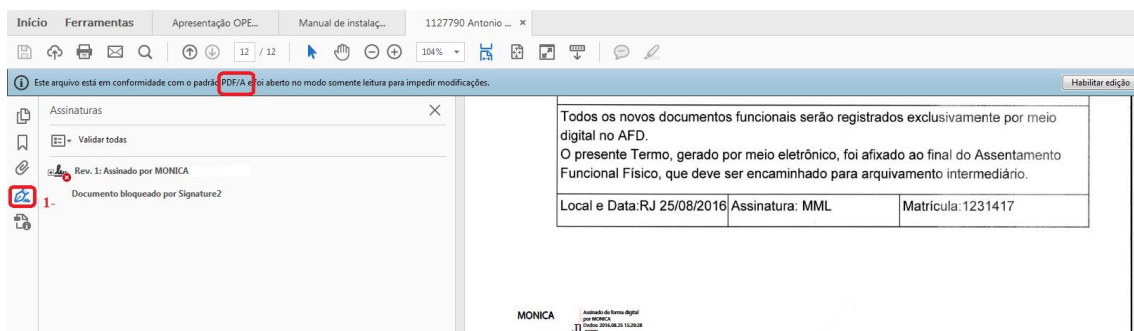 Início Ferramentas Apresentação OPE... Manual de instalaç... 1127790 Antonio ... ×
12 / 12 104%
Este arquivo está em conformidade com o padrão PDF/A e foi aberto no modo somente leitura para impedir modificações. Habilitar edição
Assinaturas
Validar todas
Rev. 1: Assinado por MONICA
Documento bloqueado por Signature2
1-
Todos os novos documentos funcionais serão registrados exclusivamente por meio
digital no AFD.
O presente Termo, gerado por meio eletrônico, foi afixado ao final do Assentamento
Funcional Físico, que deve ser encaminhado para arquivamento intermediário.
Local e Data:RJ 25/08/2016 Assinatura: MML Matrícula:1231417
MONICA
Assinado de forma digital
por MONICA
Dados: 2016.08.25 15:29:28